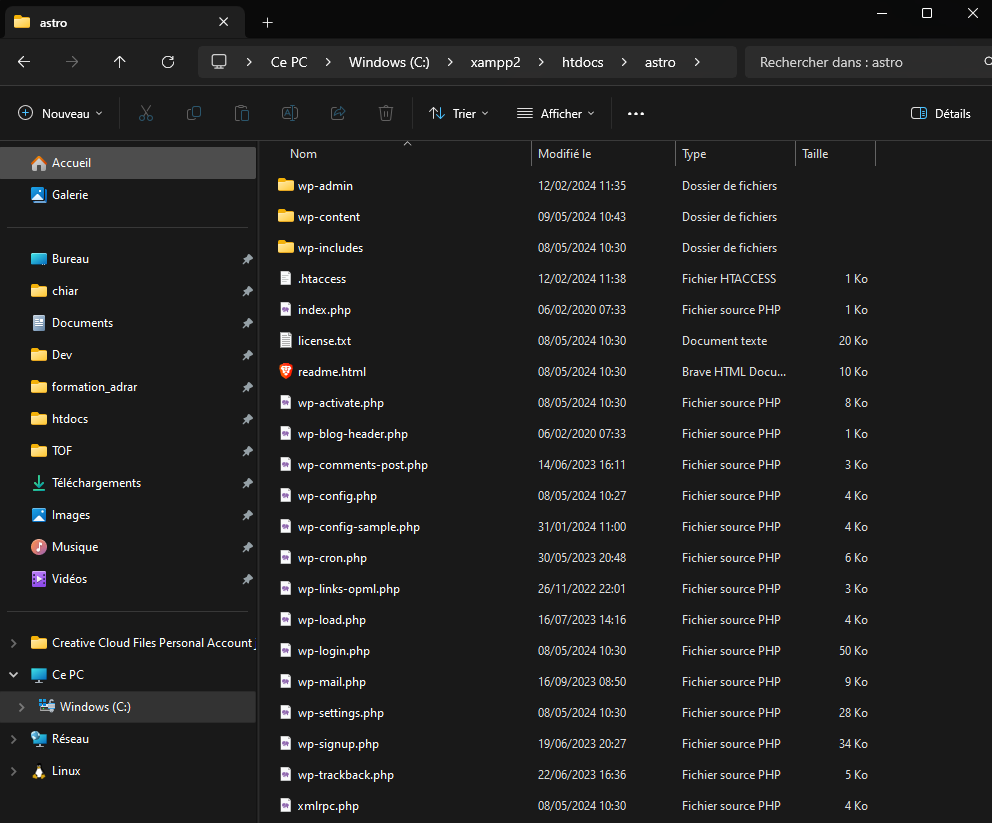 astro
Ce PC > Windows (C:) > xampp2 > htdocs > astro >
Rechercher dans : astro
Nouveau
Trier
Afficher
Détails
Accueil
Galerie
Bureau
chiar
Documents
Dev
formation_adrar
htdocs
TOF
Téléchargements
Images
Musique
Vidéos
Creative Cloud Files Personal Account
Ce PC
Windows (C:)
Réseau
Linux
Nom Modifié le Type Taille
wp-admin 12/02/2024 11:35 Dossier de fichiers
wp-content 09/05/2024 10:43 Dossier de fichiers
wp-includes 08/05/2024 10:30 Dossier de fichiers
.htaccess 12/02/2024 11:38 Fichier HTACCESS 1 Ko
index.php 06/02/2020 07:33 Fichier source PHP 1 Ko
license.txt 08/05/2024 10:30 Document texte 20 Ko
readme.html 08/05/2024 10:30 Brave HTML Docu... 10 Ko
wp-activate.php 08/05/2024 10:30 Fichier source PHP 8 Ko
wp-blog-header.php 06/02/2020 07:33 Fichier source PHP 1 Ko
wp-comments-post.php 14/06/2023 16:11 Fichier source PHP 3 Ko
wp-config.php 08/05/2024 10:27 Fichier source PHP 4 Ko
wp-config-sample.php 31/01/2024 11:00 Fichier source PHP 4 Ko
wp-cron.php 30/05/2023 20:48 Fichier source PHP 6 Ko
wp-links-opml.php 26/11/2022 22:01 Fichier source PHP 3 Ko
wp-load.php 16/07/2023 14:16 Fichier source PHP 4 Ko
wp-login.php 08/05/2024 10:30 Fichier source PHP 50 Ko
wp-mail.php 16/09/2023 08:50 Fichier source PHP 9 Ko
wp-settings.php 08/05/2024 10:30 Fichier source PHP 28 Ko
wp-signup.php 19/06/2023 20:27 Fichier source PHP 34 Ko
wp-trackback.php 22/06/2023 16:36 Fichier source PHP 5 Ko
xmlrpc.php 08/05/2024 10:30 Fichier source PHP 4 Ko